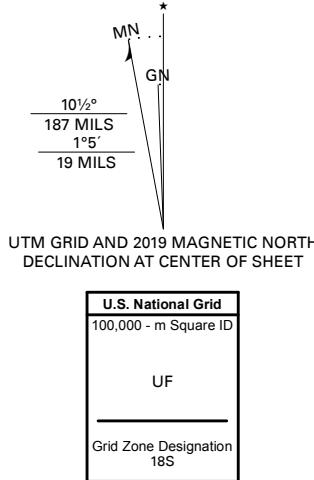 ★
MN
GN
10½°
187 MILS
1°5´
19 MILS
UTM GRID AND 2019 MAGNETIC NORTH
DECLINATION AT CENTER OF SHEET
U.S. National Grid
100,000 - m Square ID
UF
Grid Zone Designation
18S